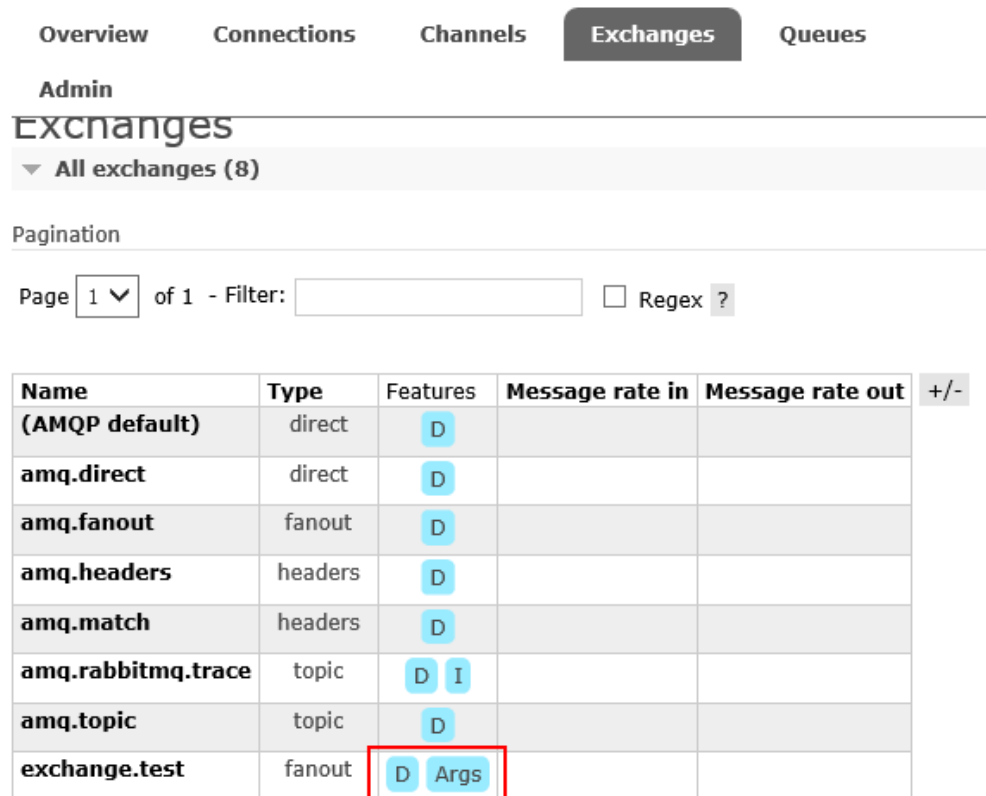 Overview Connections Channels Exchanges Queues
Admin
Exchanges
All exchanges (8)
Pagination
Page 1 of 1 - Filter: Regex ?
Name Type Features Message rate in Message rate out +/-
(AMQP default) direct D
amq.direct direct D
amq.fanout fanout D
amq.headers headers D
amq.match headers D
amq.rabbitmq.trace topic D I
amq.topic topic D
exchange.test fanout D Args